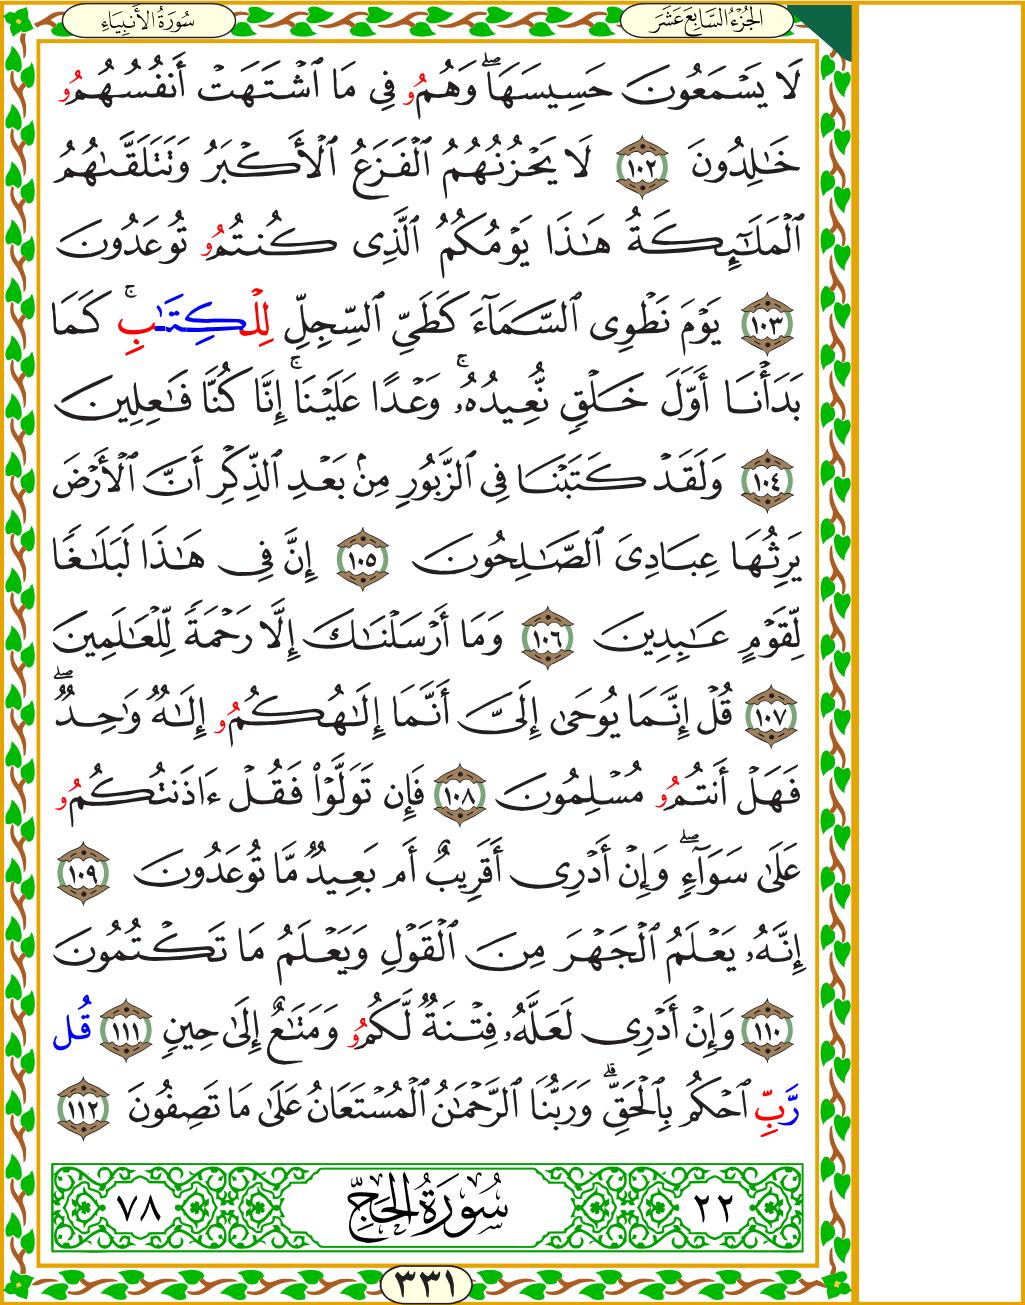 الجُزْءُ السَّابِعَ عَشَرَ
سُورَةُ الأَنبِيَاءِ
لَا يَسْمَعُونَ حَسِيسَهَاۖ وَهُمُۥ فِي مَا ٱشْتَهَتْ أَنفُسُهُمُۥ
خَٰلِدُونَ ١٠٢ لَا يَحْزُنُهُمُ ٱلْفَزَعُ ٱلْأَكْبَرُ وَتَتَلَقَّىٰهُمُ
ٱلْمَلَٰٓئِكَةُ هَٰذَا يَوْمُكُمُ ٱلَّذِى كُنتُمُۥ تُوعَدُونَ
١٠٣ يَوْمَ نَطْوِى ٱلسَّمَآءَ كَطَىِّ ٱلسِّجِلِّ لِلْكِتَٰبِۚ كَمَا
بَدَأْنَا أَوَّلَ خَلْقٍ نُّعِيدُهُۥۚ وَعْدًا عَلَيْنَاۚ إِنَّا كُنَّا فَٰعِلِينَ
١٠٤ وَلَقَدْ كَتَبْنَا فِى ٱلزَّبُورِ مِنۢ بَعْدِ ٱلذِّكْرِ أَنَّ ٱلْأَرْضَ
يَرِثُهَا عِبَادِىَ ٱلصَّٰلِحُونَ ١٠٥ إِنَّ فِى هَٰذَا لَبَلَٰغًا
لِّقَوْمٍ عَٰبِدِينَ ١٠٦ وَمَا أَرْسَلْنَٰكَ إِلَّا رَحْمَةً لِّلْعَٰلَمِينَ
١٠٧ قُلْ إِنَّمَا يُوحَىٰ إِلَىَّ أَنَّمَا إِلَٰهُكُمُۥ إِلَٰهٌ وَٰحِدٌۖ
فَهَلْ أَنتُمُۥ مُسْلِمُونَ ١٠٨ فَإِن تَوَلَّوْا۟ فَقُلْ ءَاذَنتُكُمُۥ
عَلَىٰ سَوَآءٍۖ وَإِنْ أَدْرِى أَقَرِيبٌ أَم بَعِيدٌ مَّا تُوعَدُونَ ١٠٩
إِنَّهُۥ يَعْلَمُ ٱلْجَهْرَ مِنَ ٱلْقَوْلِ وَيَعْلَمُ مَا تَكْتُمُونَ
١١٠ وَإِنْ أَدْرِى لَعَلَّهُۥ فِتْنَةٌ لَّكُمُۥ وَمَتَٰعٌ إِلَىٰ حِينٍ ١١١ قُل
رَّبِّ ٱحْكُم بِٱلْحَقِّۗ وَرَبُّنَا ٱلرَّحْمَٰنُ ٱلْمُسْتَعَانُ عَلَىٰ مَا تَصِفُونَ ١١٢
٢٢ سُورَةُ الحَجِّ ٧٨
٣٣١